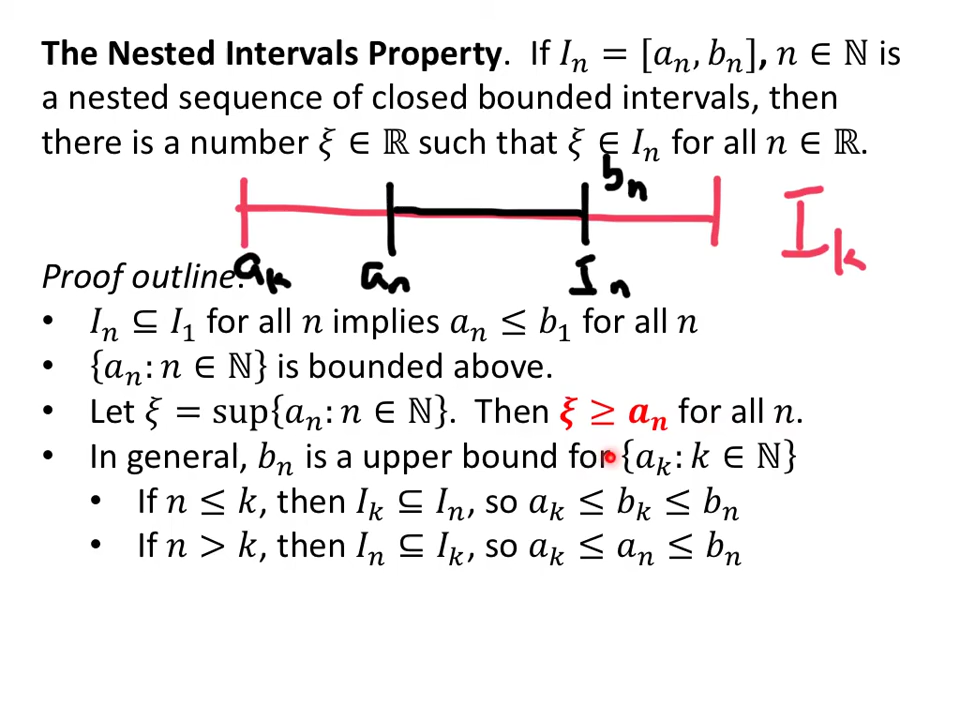 The Nested Intervals Property. If Iₙ = [aₙ, bₙ], n ∈ ℕ is
a nested sequence of closed bounded intervals, then
there is a number ξ ∈ ℝ such that ξ ∈ Iₙ for all n ∈ ℝ.
bₙ
Iₖ
aₖ aₙ Iₙ
Proof outline:
• Iₙ ⊆ I₁ for all n implies aₙ ≤ b₁ for all n
• {aₙ: n ∈ ℕ} is bounded above.
• Let ξ = sup{aₙ: n ∈ ℕ}. Then ξ ≥ aₙ for all n.
• In general, bₙ is a upper bound for {aₖ: k ∈ ℕ}
• If n ≤ k, then Iₖ ⊆ Iₙ, so aₖ ≤ bₖ ≤ bₙ
• If n > k, then Iₙ ⊆ Iₖ, so aₖ ≤ aₙ ≤ bₙ